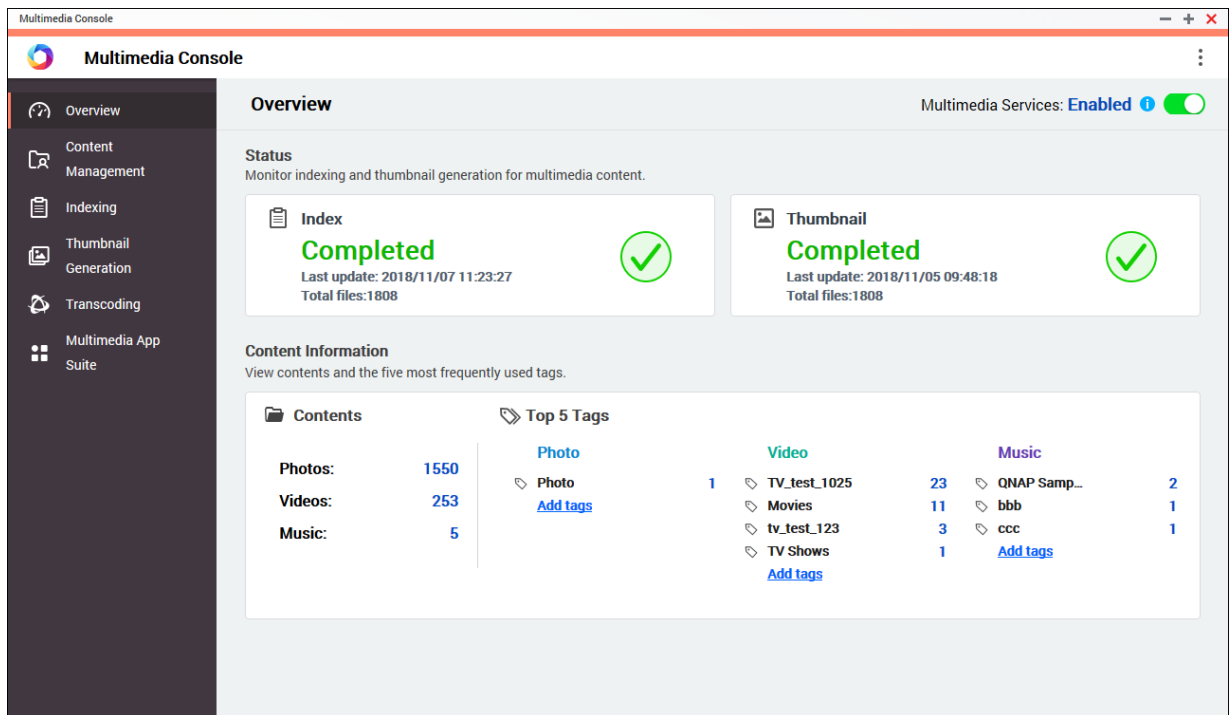 Multimedia Console
Multimedia Console
Overview
Content
Management
Indexing
Thumbnail
Generation
Transcoding
Multimedia App
Suite
Overview
Multimedia Services: Enabled
Status
Monitor indexing and thumbnail generation for multimedia content.
Index
Completed
Last update: 2018/11/07 11:23:27
Total files:1808
Thumbnail
Completed
Last update: 2018/11/05 09:48:18
Total files:1808
Content Information
View contents and the five most frequently used tags.
Contents
Photos: 1550
Videos: 253
Music: 5
Top 5 Tags
Photo
Photo 1
Add tags
Video
TV_test_1025 23
Movies 11
tv_test_123 3
TV Shows 1
Add tags
Music
QNAP Samp... 2
bbb 1
ccc 1
Add tags